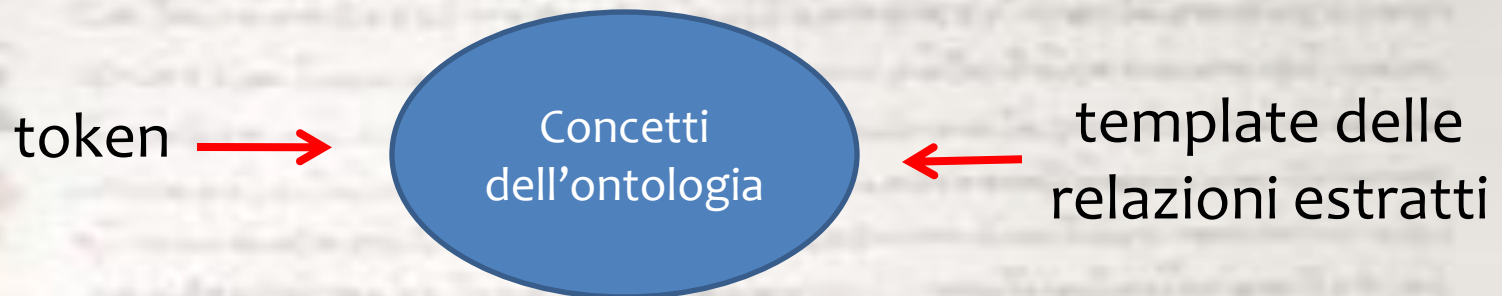 token
Concetti
dell’ontologia
template delle
relazioni estratti